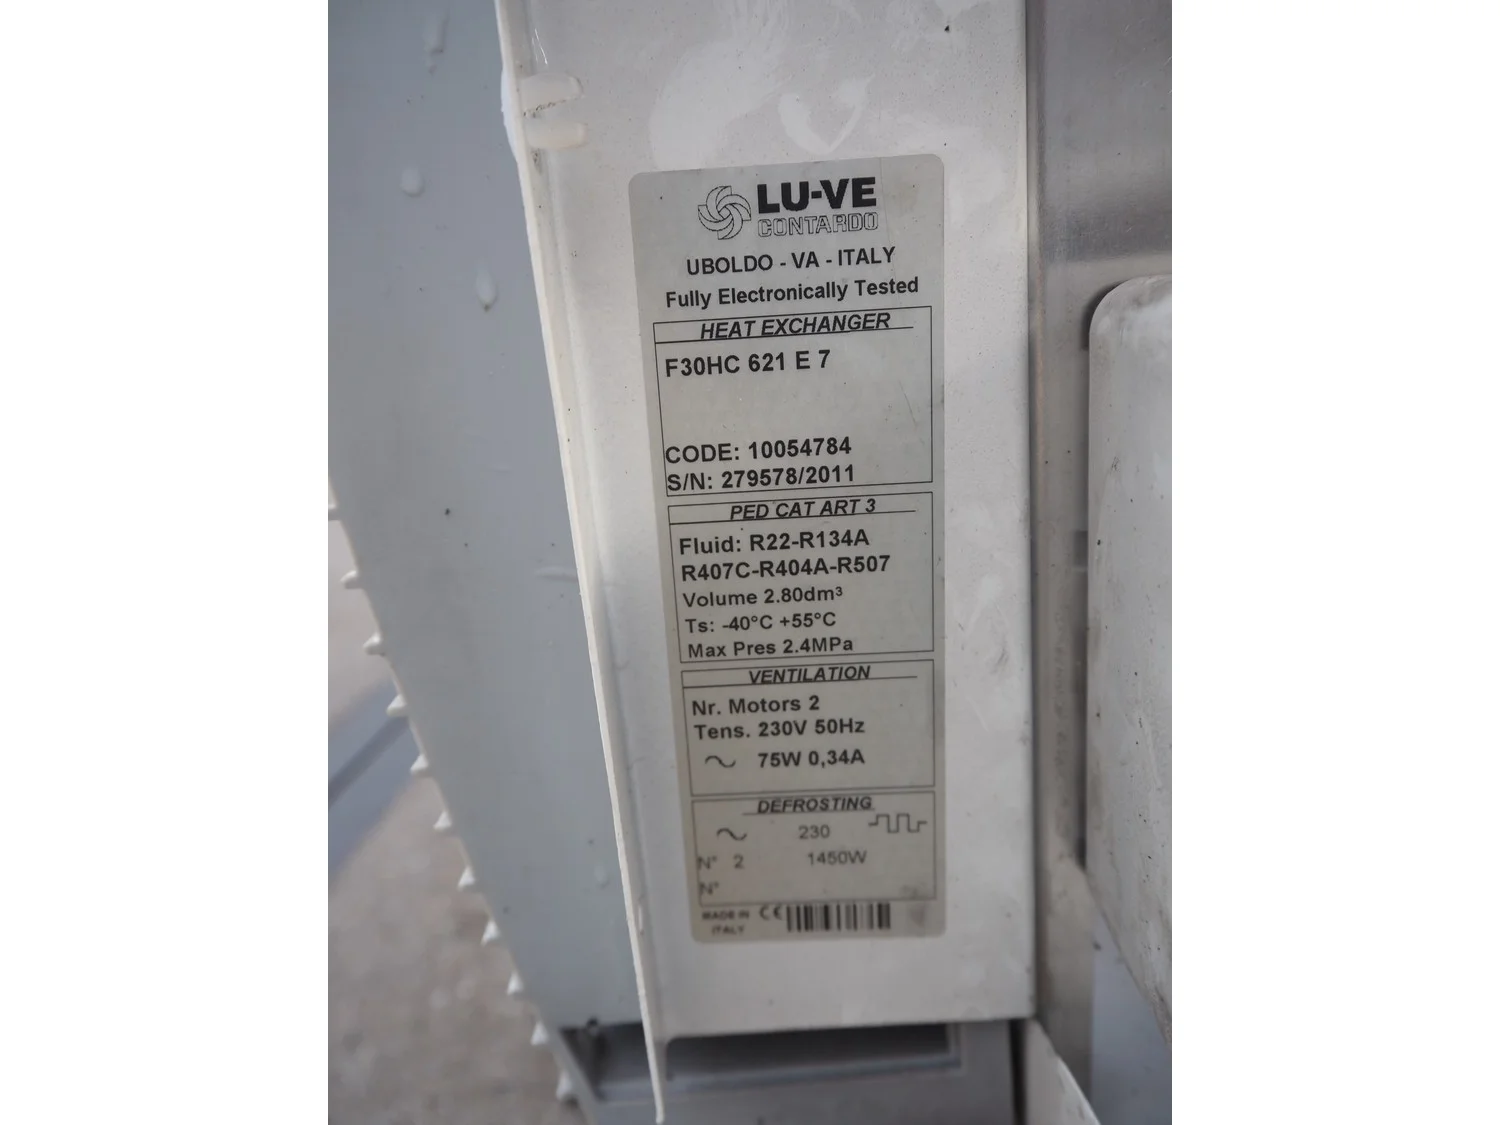 LU-VE
CONTARDO
UBOLDO - VA - ITALY
Fully Electronically Tested
HEAT EXCHANGER
F30HC 621 E 7
CODE: 10054784
S/N: 279578/2011
PED CAT ART 3
Fluid: R22-R134A
R407C-R404A-R507
Volume 2.80dm³
Ts: -40°C +55°C
Max Pres 2.4MPa
VENTILATION
Nr. Motors 2
Tens. 230V 50Hz
75W 0,34A
DEFROSTING
230
N° 2 1450W
N°
MADE IN
ITALY
CE